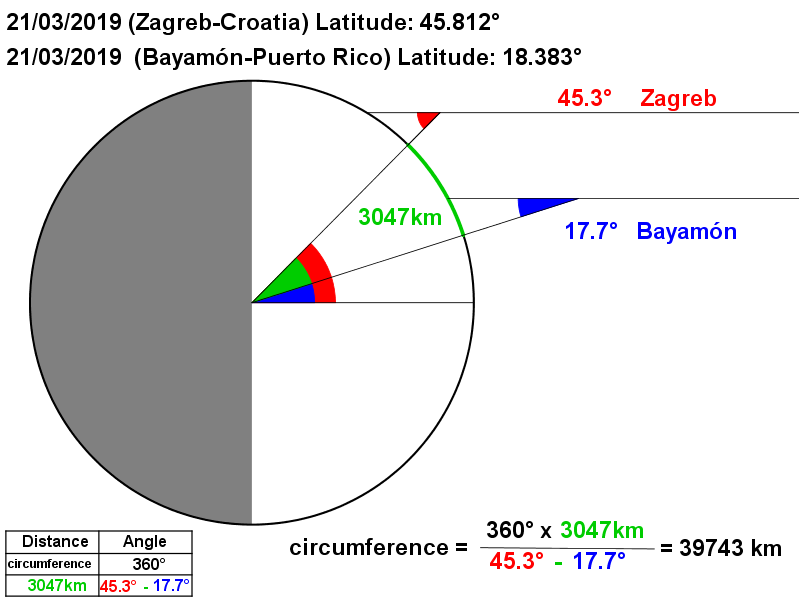 21/03/2019 (Zagreb-Croatia) Latitude: 45.812°
21/03/2019 (Bayamón-Puerto Rico) Latitude: 18.383°
45.3° Zagreb
3047km
17.7° Bayamón
Distance Angle
circumference 360°
3047km 45.3° - 17.7°
circumference = 360° x 3047km
45.3° - 17.7°
= 39743 km